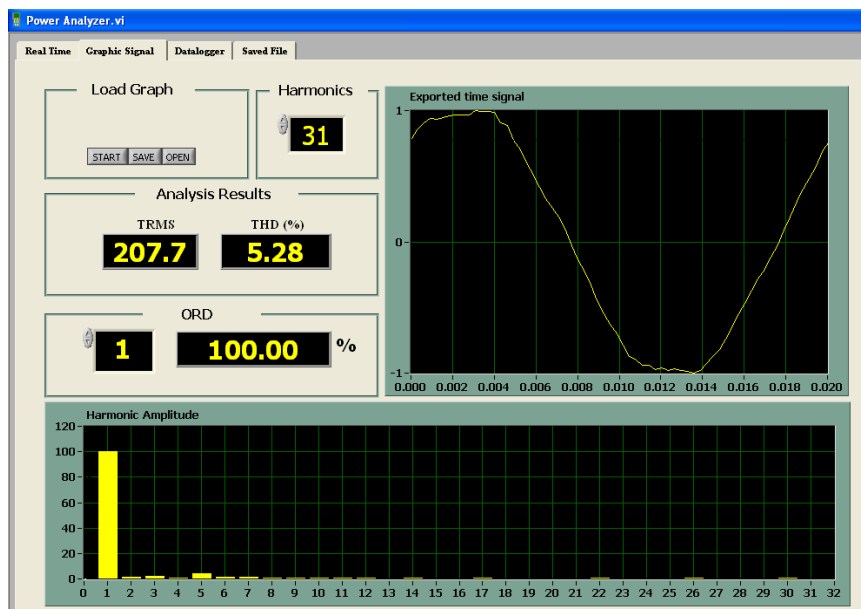 Power Analyzer.vi
Real Time Graphic Signal Datalogger Saved File
Load Graph
START SAVE OPEN
Harmonics
31
Analysis Results
TRMS THD (%)
207.7 5.28
ORD
1 100.00 %
Exported time signal
1
0
-1
0.000 0.002 0.004 0.006 0.008 0.010 0.012 0.014 0.016 0.018 0.020
Harmonic Amplitude
120
100
80
60
40
20
0
0 1 2 3 4 5 6 7 8 9 10 11 12 13 14 15 16 17 18 19 20 21 22 23 24 25 26 27 28 29 30 31 32